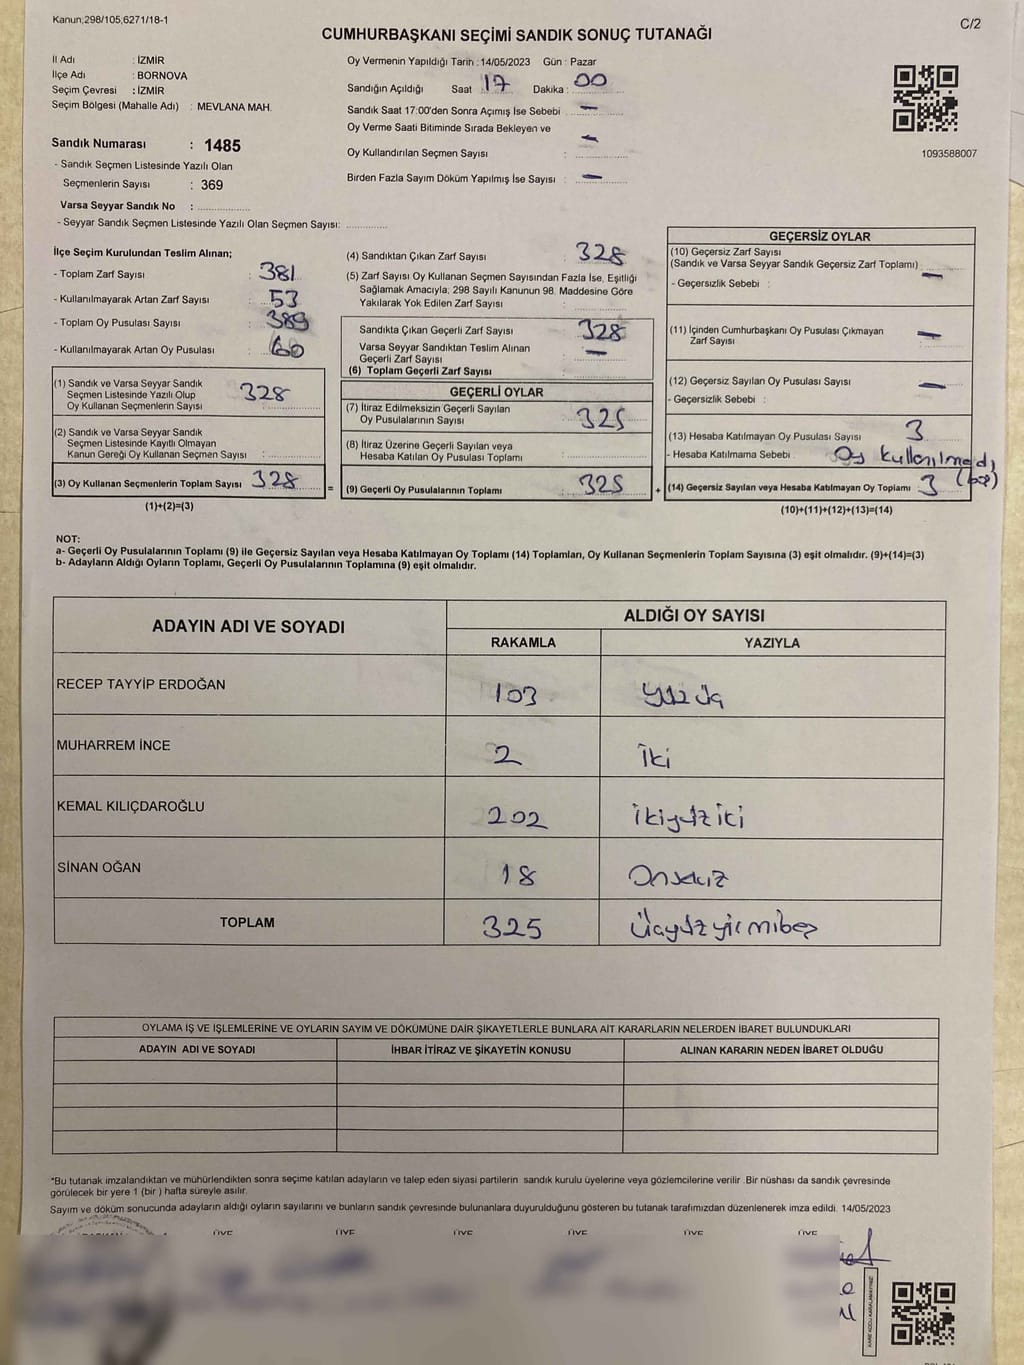 Kanun;298/105,6271/18-1
C/2
CUMHURBAŞKANI SEÇİMİ SANDIK SONUÇ TUTANAĞI
İl Adı : İZMİR
İlçe Adı : BORNOVA
Seçim Çevresi : İZMİR
Seçim Bölgesi (Mahalle Adı) : MEVLANA MAH.
Sandık Numarası : 1485
- Sandık Seçmen Listesinde Yazılı Olan
Seçmenlerin Sayısı : 369
Varsa Seyyar Sandık No :
- Seyyar Sandık Seçmen Listesinde Yazılı Olan Seçmen Sayısı:
Oy Vermenin Yapıldığı Tarih : 14/05/2023 Gün : Pazar
Sandığın Açıldığı Saat : 17 Dakika : 00
Sandık Saat 17:00'den Sonra Açımış İse Sebebi : —
Oy Verme Saati Bitiminde Sırada Bekleyen ve
Oy Kullandırılan Seçmen Sayısı : —
Birden Fazla Sayım Döküm Yapılmış İse Sayısı : —
1093588007
İlçe Seçim Kurulundan Teslim Alınan;
- Toplam Zarf Sayısı : 381
- Kullanılmayarak Artan Zarf Sayısı : 53
- Toplam Oy Pusulası Sayısı : 389
- Kullanılmayarak Artan Oy Pusulası : 60
(1) Sandık ve Varsa Seyyar Sandık
Seçmen Listesinde Yazılı Olup
Oy Kullanan Seçmenlerin Sayısı : 328
(2) Sandık ve Varsa Seyyar Sandık
Seçmen Listesinde Kayıtlı Olmayan
Kanun Gereği Oy Kullanan Seçmen Sayısı :
(3) Oy Kullanan Seçmenlerin Toplam Sayısı : 328
(1)+(2)=(3)
(4) Sandıktan Çıkan Zarf Sayısı : 328
(5) Zarf Sayısı Oy Kullanan Seçmen Sayısından Fazla İse, Eşitliği
Sağlamak Amacıyla; 298 Sayılı Kanunun 98. Maddesine Göre
Yakılarak Yok Edilen Zarf Sayısı :
Sandıkta Çıkan Geçerli Zarf Sayısı : 328
Varsa Seyyar Sandıktan Teslim Alınan
Geçerli Zarf Sayısı : —
(6) Toplam Geçerli Zarf Sayısı :
GEÇERLİ OYLAR
(7) İtiraz Edilmeksizin Geçerli Sayılan
Oy Pusulalarının Sayısı : 325
(8) İtiraz Üzerine Geçerli Sayılan veya
Hesaba Katılan Oy Pusulası Toplamı :
= (9) Geçerli Oy Pusulalarının Toplamı : 325
GEÇERSİZ OYLAR
(10) Geçersiz Zarf Sayısı
(Sandık ve Varsa Seyyar Sandık Geçersiz Zarf Toplamı) : —
- Geçersizlik Sebebi :
(11) İçinden Cumhurbaşkanı Oy Pusulası Çıkmayan
Zarf Sayısı : —
(12) Geçersiz Sayılan Oy Pusulası Sayısı : —
- Geçersizlik Sebebi :
(13) Hesaba Katılmayan Oy Pusulası Sayısı : 3
- Hesaba Katılmama Sebebi : Oy kullanılmadı (boş)
+ (14) Geçersiz Sayılan veya Hesaba Katılmayan Oy Toplamı : 3
(10)+(11)+(12)+(13)=(14)
NOT:
a- Geçerli Oy Pusulalarının Toplamı (9) ile Geçersiz Sayılan veya Hesaba Katılmayan Oy Toplamı (14) Toplamları, Oy Kullanan Seçmenlerin Toplam Sayısına (3) eşit olmalıdır. (9)+(14)=(3)
b- Adayların Aldığı Oyların Toplamı, Geçerli Oy Pusulalarının Toplamına (9) eşit olmalıdır.
ADAYIN ADI VE SOYADI
ALDIĞI OY SAYISI
RAKAMLA YAZIYLA
RECEP TAYYİP ERDOĞAN 103 Yüz üç
MUHARREM İNCE 2 İki
KEMAL KILIÇDAROĞLU 202 İkiyüziki
SİNAN OĞAN 18 Onsekiz
TOPLAM 325 Üçyüzyirmibeş
OYLAMA İŞ VE İŞLEMLERİNE VE OYLARIN SAYIM VE DÖKÜMÜNE DAİR ŞİKAYETLERLE BUNLARA AİT KARARLARIN NELERDEN İBARET BULUNDUKLARI
ADAYIN ADI VE SOYADI İHBAR İTİRAZ VE ŞİKAYETİN KONUSU ALINAN KARARIN NEDEN İBARET OLDUĞU
*Bu tutanak imzalandıktan ve mühürlendikten sonra seçime katılan adayların ve talep eden siyasi partilerin sandık kurulu üyelerine veya gözlemcilerine verilir .Bir nüshası da sandık çevresinde
görülecek bir yere 1 (bir ) hafta süreyle asılır.
Sayım ve döküm sonucunda adayların aldığı oyların sayılarını ve bunların sandık çevresinde bulunanlara duyurulduğunu gösteren bu tutanak tarafımızdan düzenlenerek imza edildi. 14/05/2023
ÜYE ÜYE ÜYE ÜYE ÜYE ÜYE